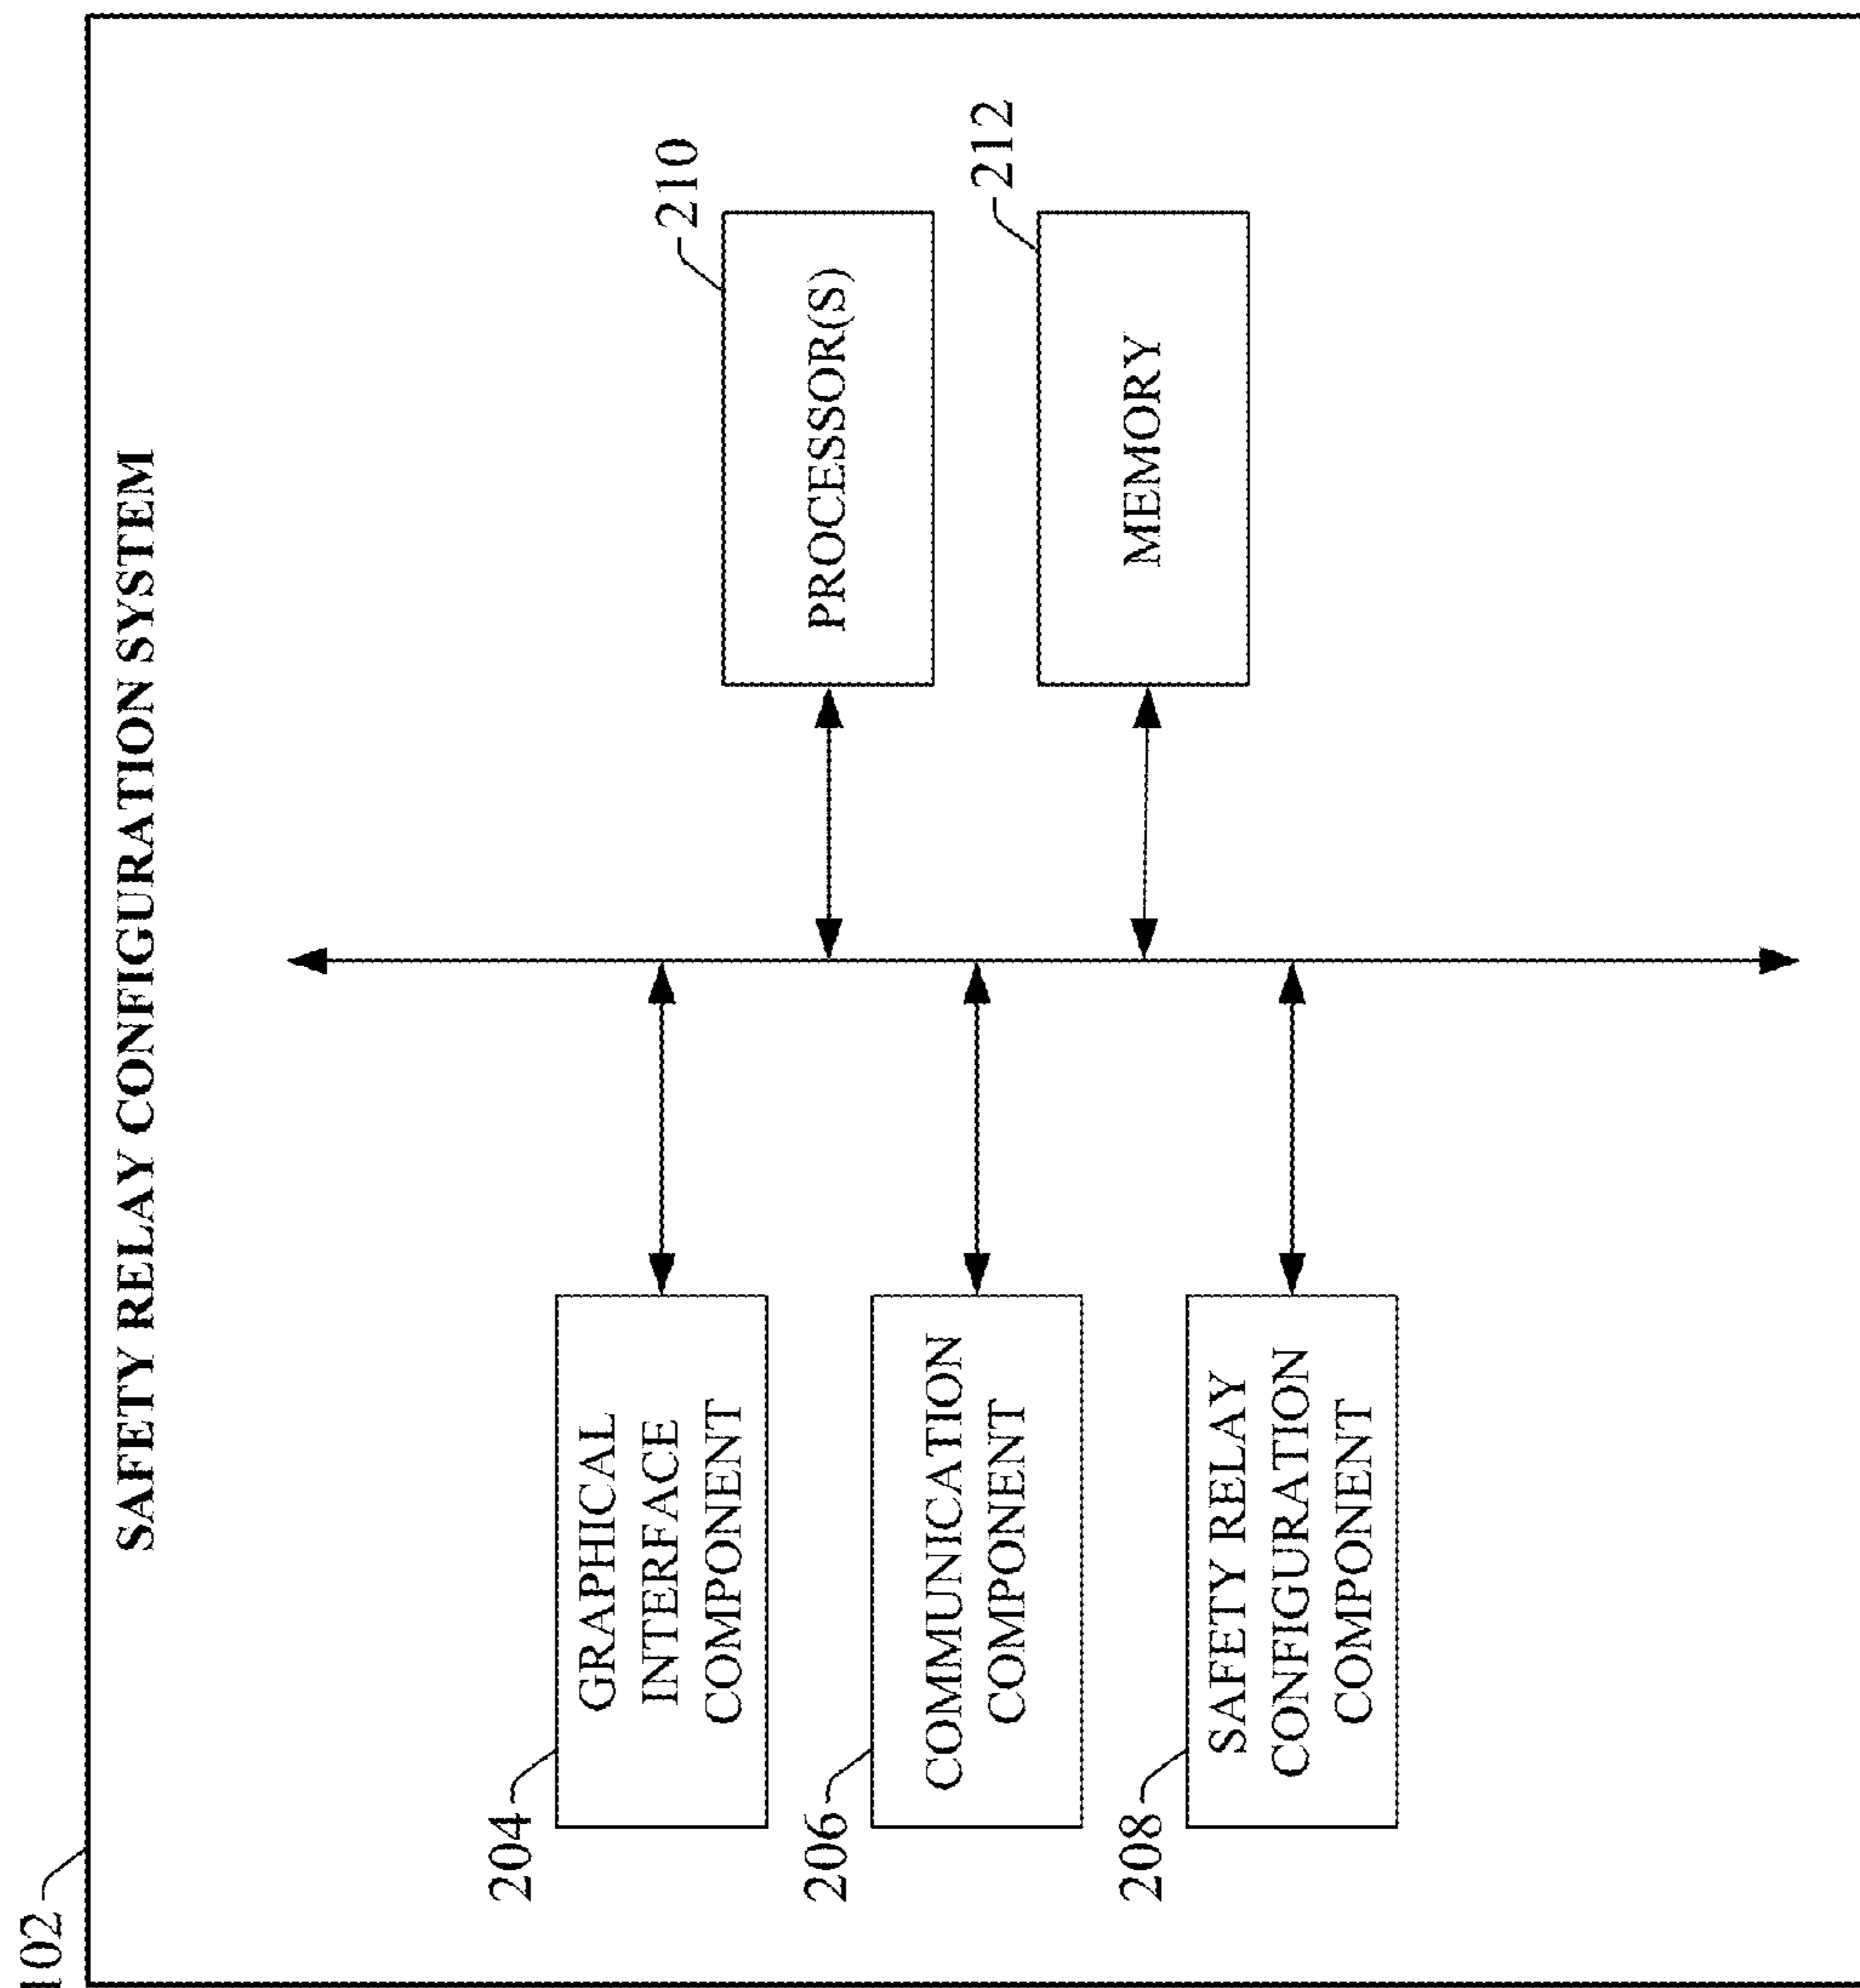 102
SAFETY RELAY CONFIGURATION SYSTEM
204
GRAPHICAL
INTERFACE
COMPONENT
206
COMMUNICATION
COMPONENT
208
SAFETY RELAY
CONFIGURATION
COMPONENT
210
PROCESSOR(S)
212
MEMORY